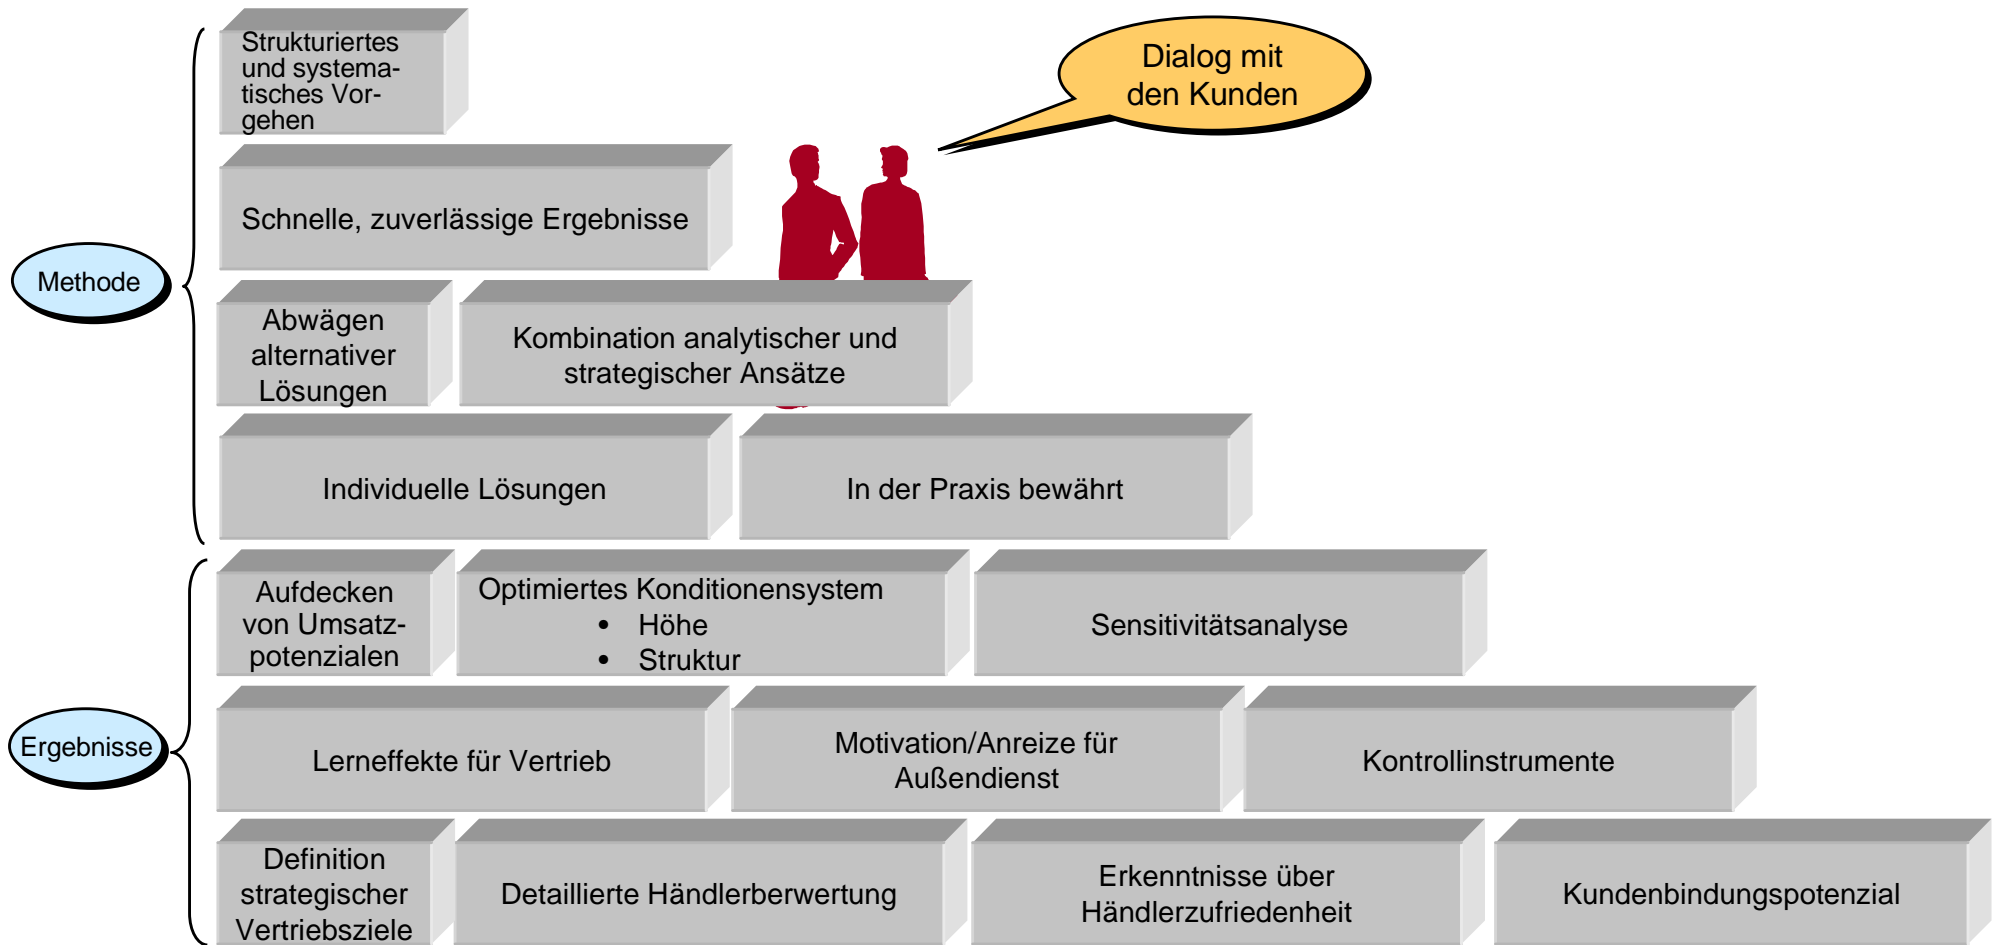 Strukturiertes
und systema-
tisches Vor-
gehen
Dialog mit
den Kunden
Schnelle, zuverlässige Ergebnisse
Methode
Abwägen
alternativer
Lösungen
Kombination analytischer und
strategischer Ansätze
Individuelle Lösungen
In der Praxis bewährt
Aufdecken
von Umsatz-
potenzialen
Optimiertes Konditionensystem
• Höhe
• Struktur
Sensitivitätsanalyse
Ergebnisse
Lerneffekte für Vertrieb
Motivation/Anreize für
Außendienst
Kontrollinstrumente
Definition
strategischer
Vertriebsziele
Detaillierte Händlerberwertung
Erkenntnisse über
Händlerzufriedenheit
Kundenbindungspotenzial